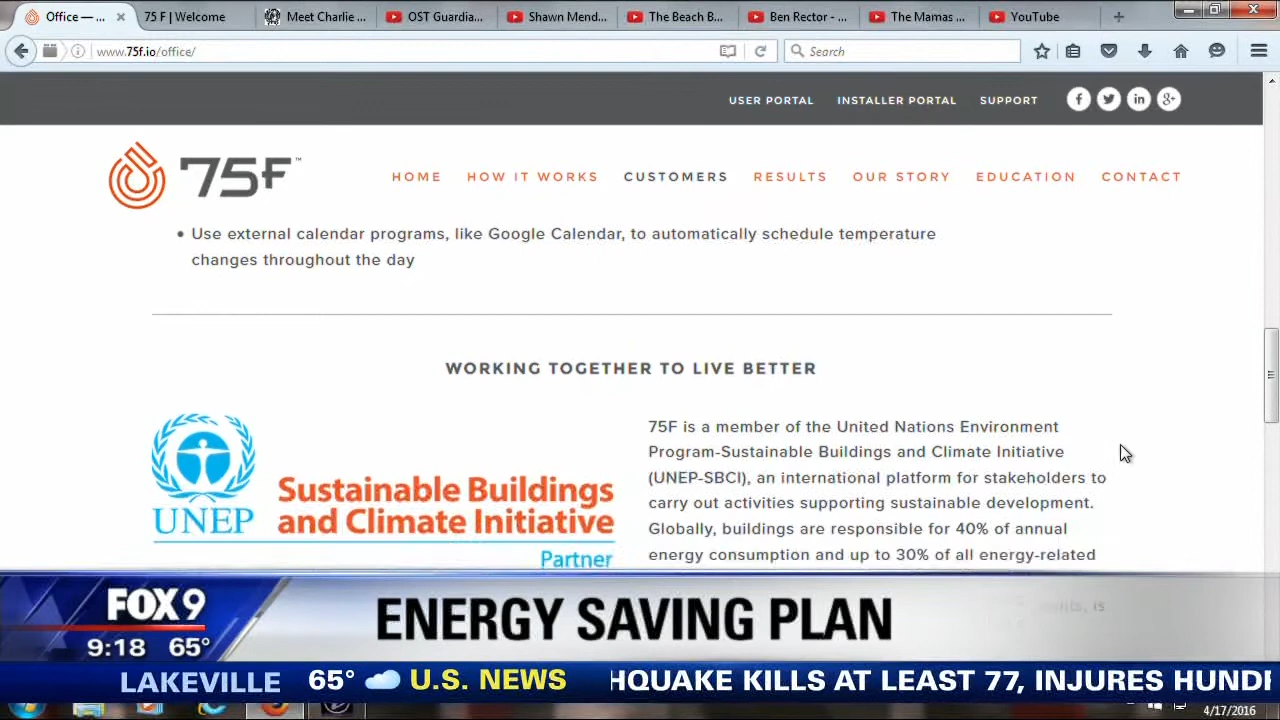 Office — ...
75 F | Welcome
Meet Charlie ...
OST Guardia...
Shawn Mend...
The Beach B...
Ben Rector - ...
The Mamas ...
YouTube
www.75f.io/office/
Search
USER PORTAL
INSTALLER PORTAL
SUPPORT
75F™
HOME
HOW IT WORKS
CUSTOMERS
RESULTS
OUR STORY
EDUCATION
CONTACT
• Use external calendar programs, like Google Calendar, to automatically schedule temperature
changes throughout the day
WORKING TOGETHER TO LIVE BETTER
UNEP
Sustainable Buildings
and Climate Initiative
Partner
75F is a member of the United Nations Environment
Program-Sustainable Buildings and Climate Initiative
(UNEP-SBCI), an international platform for stakeholders to
carry out activities supporting sustainable development.
Globally, buildings are responsible for 40% of annual
energy consumption and up to 30% of all energy-related
is
FOX 9
9:18 65°
ENERGY SAVING PLAN
LAKEVILLE 65° U.S. NEWS HQUAKE KILLS AT LEAST 77, INJURES HUND
4/17/2016